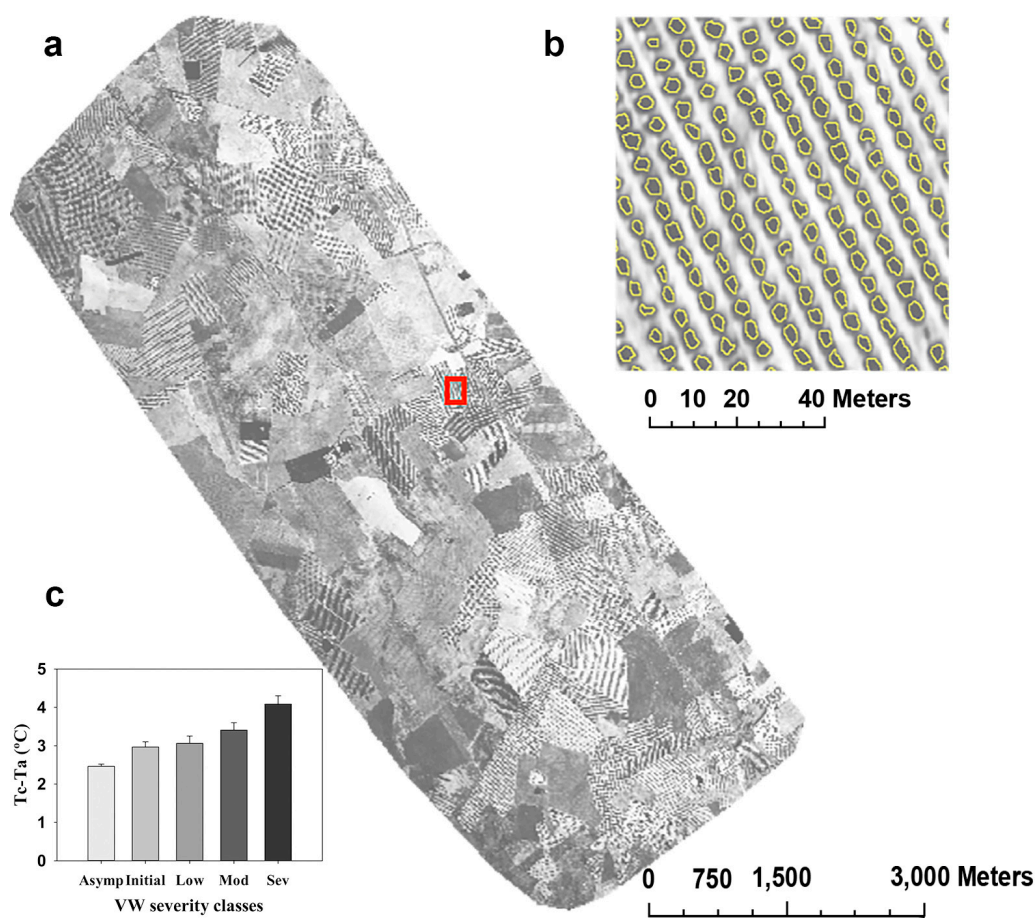 a
b
0 10 20 40 Meters
c
5
4
3
2
1
0
Tc-Ta (ºC)
Asymp Initial Low Mod Sev
VW severity classes
0 750 1,500 3,000 Meters